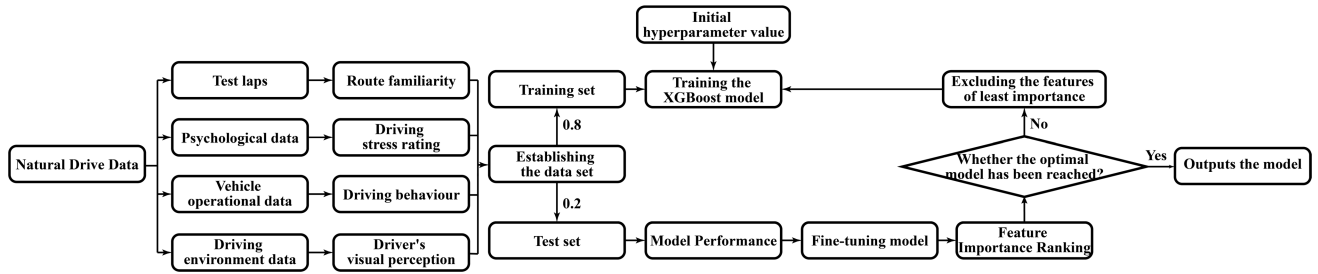 Natural Drive Data
Test laps
Route familiarity
Psychological data
Driving
stress rating
Vehicle
operational data
Driving behaviour
Driving
environment data
Driver's
visual perception
Establishing
the data set
0.8
0.2
Training set
Test set
Initial
hyperparameter value
Training the
XGBoost model
Model Performance
Fine-tuning model
Feature
Importance Ranking
Whether the optimal
model has been reached?
No
Excluding the features
of least importance
Yes
Outputs the model